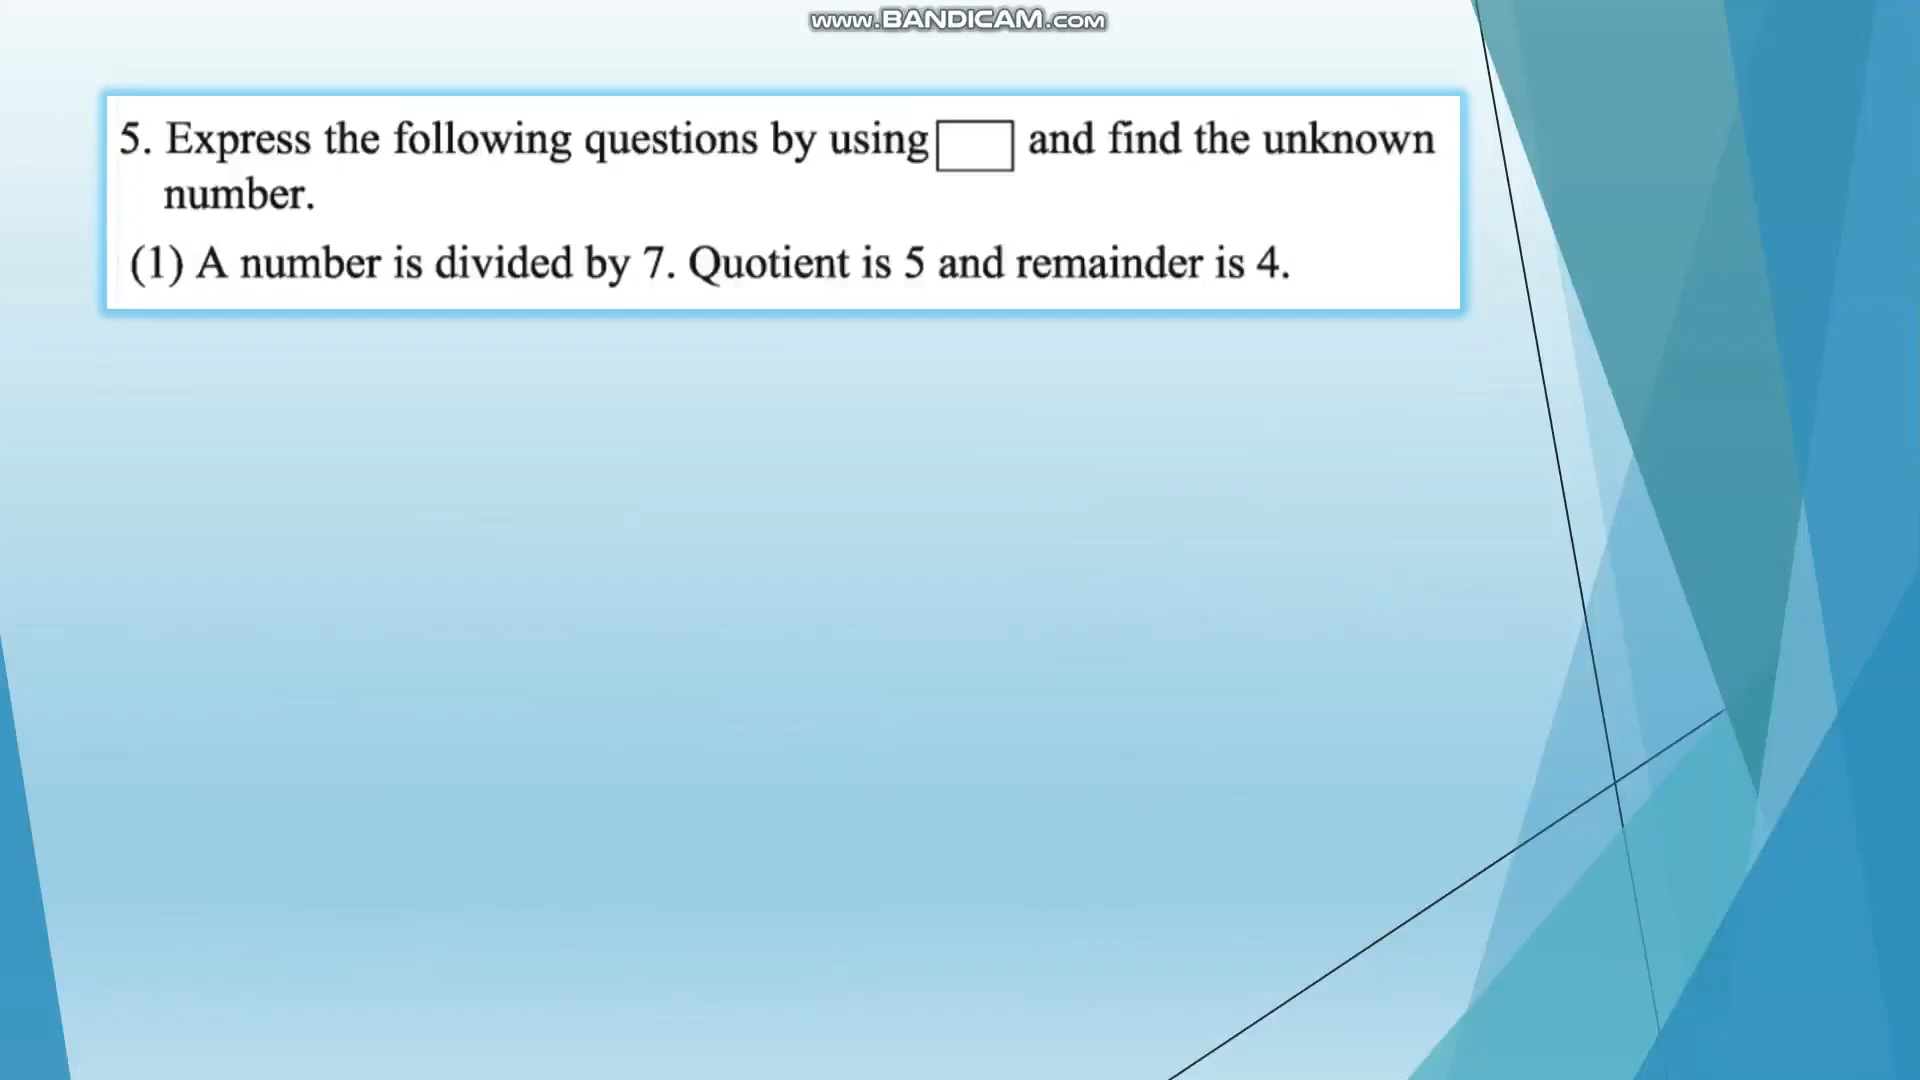 www.BANDICAM.com
5. Express the following questions by using and find the unknown
number.
(1) A number is divided by 7. Quotient is 5 and remainder is 4.